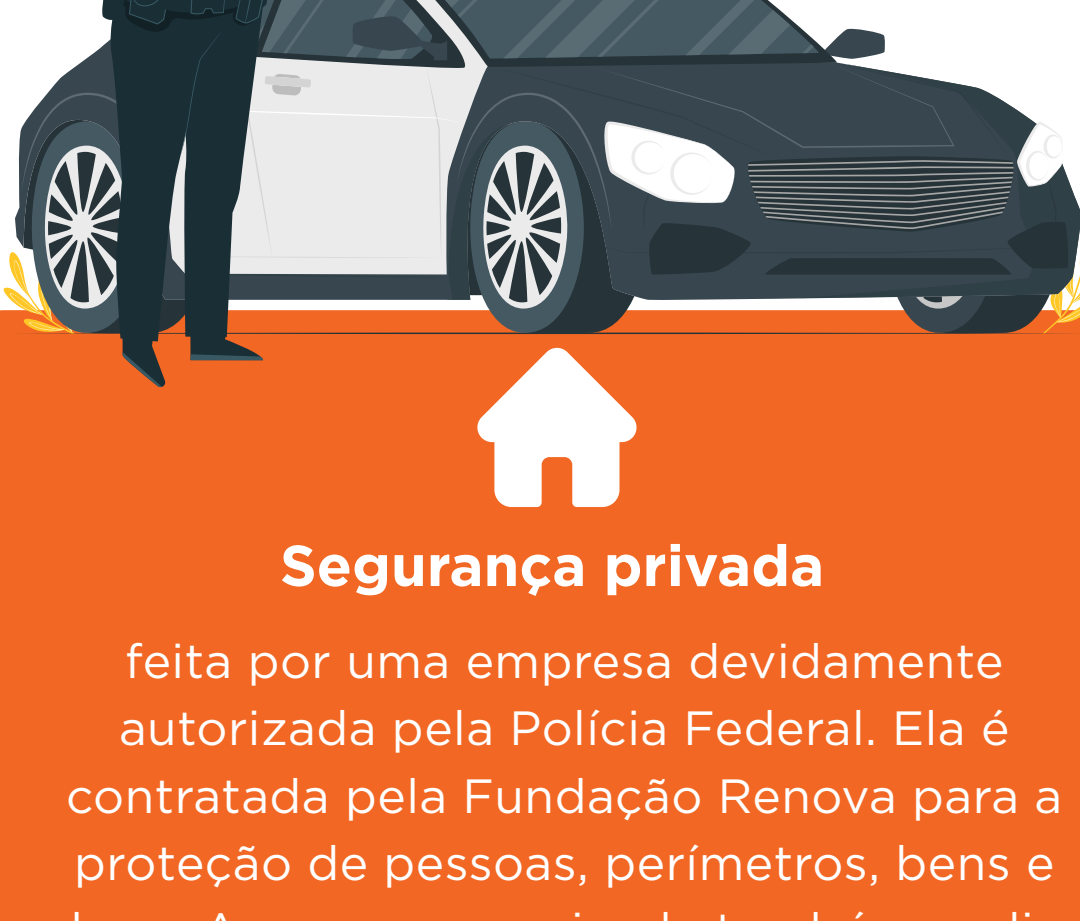 Segurança privada
feita por uma empresa devidamente
autorizada pela Polícia Federal. Ela é
contratada pela Fundação Renova para a
proteção de pessoas, perímetros, bens e